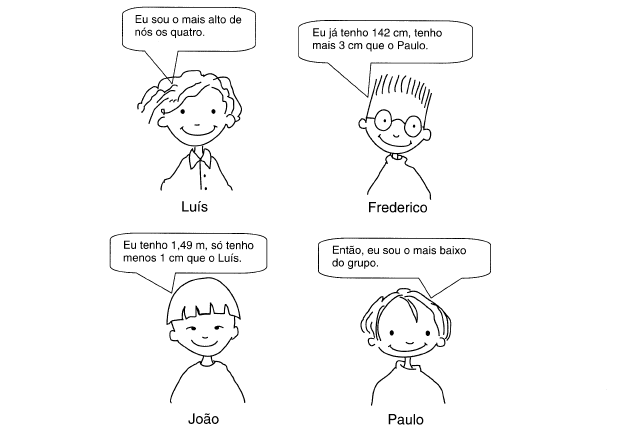 Eu sou o mais alto de
nós os quatro.
Eu já tenho 142 cm, tenho
mais 3 cm que o Paulo.
Luís
Frederico
Eu tenho 1,49 m, só tenho
menos 1 cm que o Luís.
Então, eu sou o mais baixo
do grupo.
João
Paulo